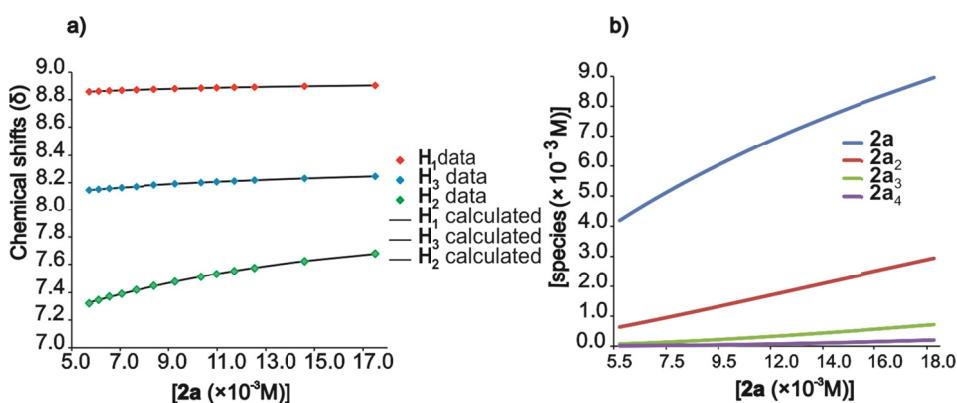 a)
Chemical shifts (δ)
9.0
8.8
8.6
8.4
8.2
8.0
7.8
7.6
7.4
7.2
7.0
5.0 7.0 9.0 11.0 13.0 15.0 17.0
[2a (×10⁻³M)]
H₁data
H₃ data
H₂ data
H₁ calculated
H₃ calculated
H₂ calculated
b)
[species(×10⁻³M)]
9.0
8.0
7.0
6.0
5.0
4.0
3.0
2.0
1.0
0.0
5.5 7.5 9.5 12.0 14.0 16.0 18.0
[2a (×10⁻³M)]
2a
2a₂
2a₃
2a₄